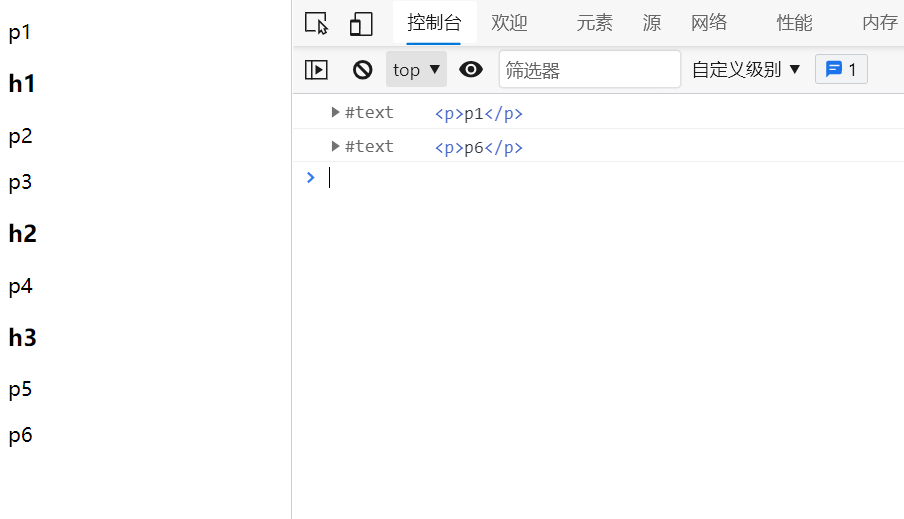 p1
h1
p2
p3
h2
p4
h3
p5
p6
控制台 欢迎 元素 源 网络 性能 内存
top ▼ 筛选器 自定义级别 ▼ 1
▶#text <p>p1</p>
▶#text <p>p6</p>
>